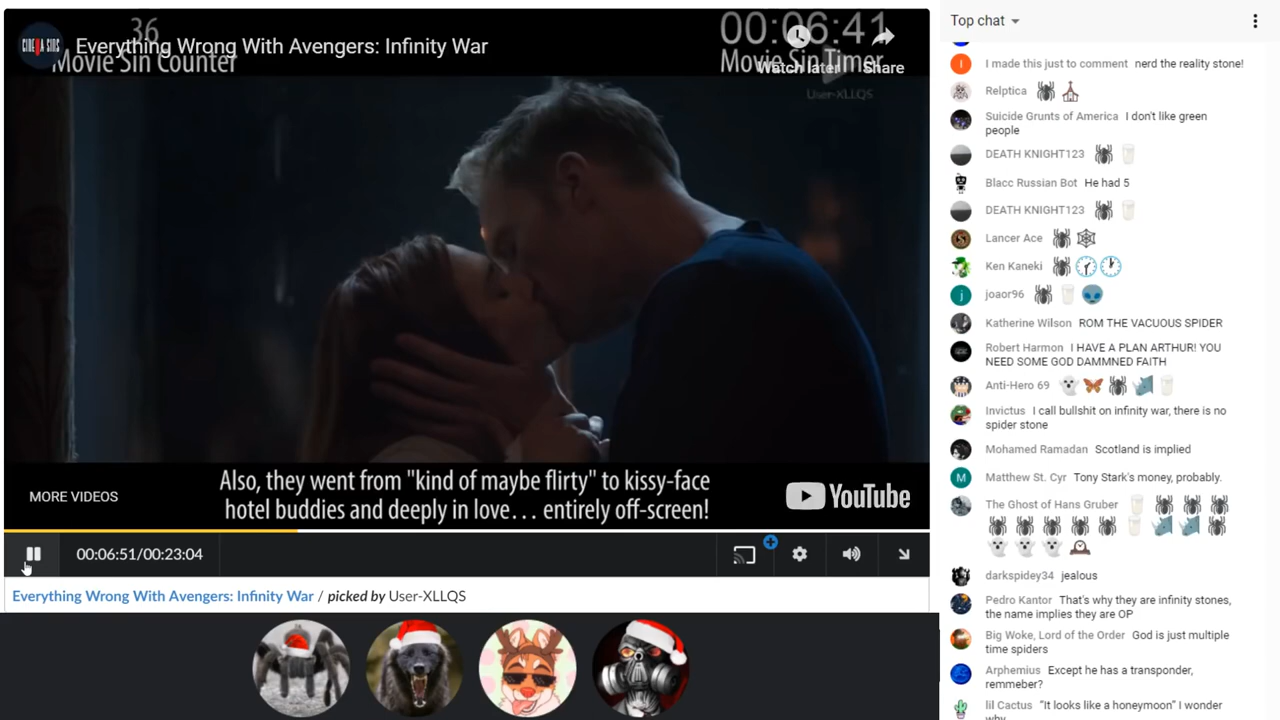 CINEMA SINS
36
Everything Wrong With Avengers: Infinity War
Movie Sin Counter
00:06:41
Movie Sin Timer
Watch later
Share
User-XLLQS
Also, they went from "kind of maybe flirty" to kissy-face
hotel buddies and deeply in love… entirely off-screen!
MORE VIDEOS
YouTube
00:06:51/00:23:04
Everything Wrong With Avengers: Infinity War / picked by User-XLLQS
Top chat
I
I made this just to comment nerd the reality stone!
Relptica 🕷️ ⛪
Suicide Grunts of America I don't like green
people
DEATH KNIGHT123 🕷️ 🥛
Blacc Russian Bot He had 5
DEATH KNIGHT123 🕷️ 🥛
Lancer Ace 🕷️ 🕸️
Ken Kaneki 🕷️ 🕜 🕐
j
joaor96 🕷️ 🥛 👽
Katherine Wilson ROM THE VACUOUS SPIDER
Robert Harmon I HAVE A PLAN ARTHUR! YOU
NEED SOME GOD DAMMNED FAITH
Anti-Hero 69 👻 🦋 🕷️ 🦏 🥛
Invictus I call bullshit on infinity war, there is no
spider stone
Mohamed Ramadan Scotland is implied
M
Matthew St. Cyr Tony Stark's money, probably.
The Ghost of Hans Gruber 🥛 🕷️ 🕷️ 🕷️
🕷️ 🕷️ 🕷️ 🕷️ 🕷️ 🥛 🦏 🦏 🕷️
👻 👻 👻 🕰️
darkspidey34 jealous
Pedro Kantor That's why they are infinity stones,
the name implies they are OP
Big Woke, Lord of the Order God is just multiple
time spiders
Arphemius Except he has a transponder,
remmeber?
lil Cactus "It looks like a honeymoon" I wonder
why